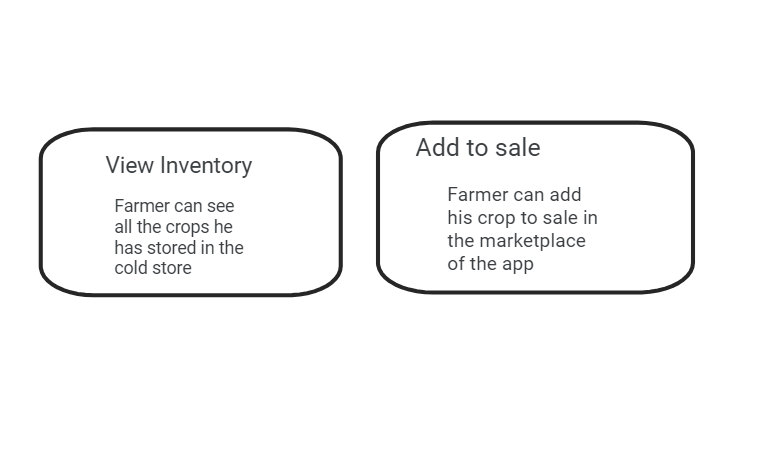 View Inventory
Farmer can see
all the crops he
has stored in the
cold store
Add to sale
Farmer can add
his crop to sale in
the marketplace
of the app